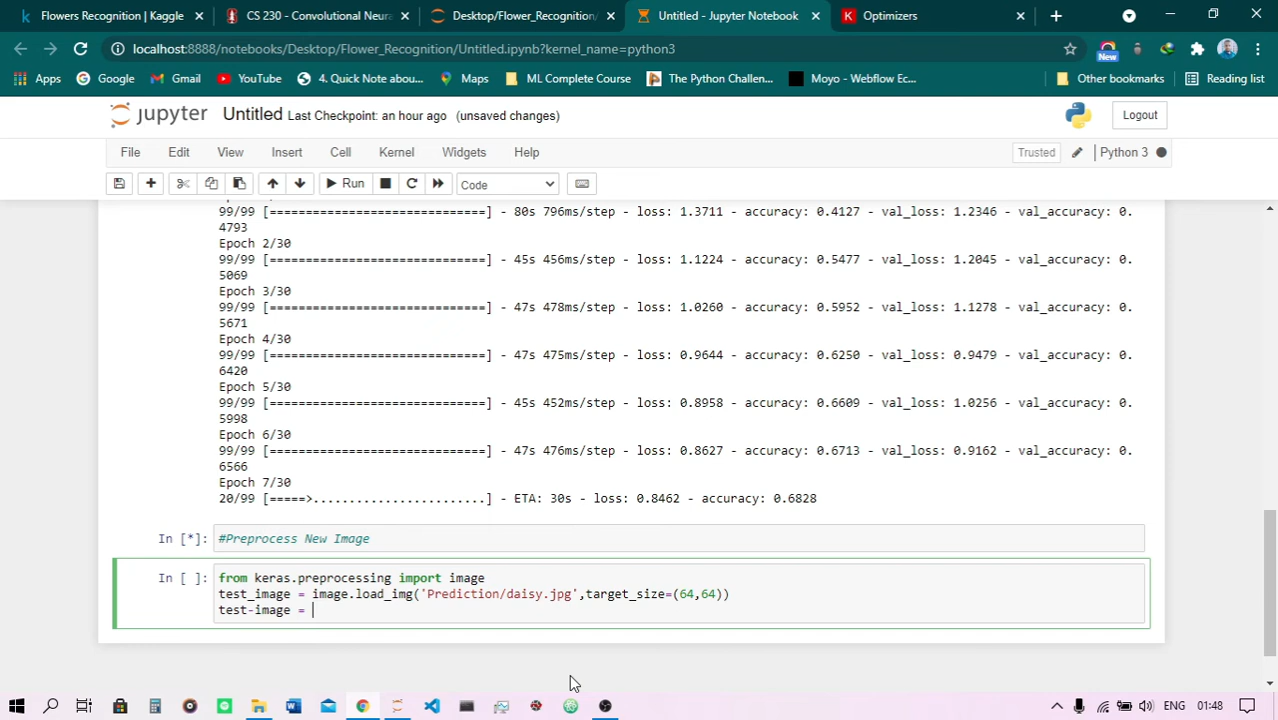 Flowers Recognition | Kaggle
CS 230 - Convolutional Neura
Desktop/Flower_Recognition/
Untitled - Jupyter Notebook
Optimizers
localhost:8888/notebooks/Desktop/Flower_Recognition/Untitled.ipynb?kernel_name=python3
New
Apps
Google
Gmail
YouTube
4. Quick Note abou...
Maps
ML Complete Course
The Python Challen...
Moyo - Webflow Ec...
Other bookmarks
Reading list
jupyter Untitled Last Checkpoint: an hour ago (unsaved changes)
Logout
File Edit View Insert Cell Kernel Widgets Help
Trusted
Python 3
Run
Code
99/99 [==============================] - 80s 796ms/step - loss: 1.3711 - accuracy: 0.4127 - val_loss: 1.2346 - val_accuracy: 0.
4793
Epoch 2/30
99/99 [==============================] - 45s 456ms/step - loss: 1.1224 - accuracy: 0.5477 - val_loss: 1.2045 - val_accuracy: 0.
5069
Epoch 3/30
99/99 [==============================] - 47s 478ms/step - loss: 1.0260 - accuracy: 0.5952 - val_loss: 1.1278 - val_accuracy: 0.
5671
Epoch 4/30
99/99 [==============================] - 47s 475ms/step - loss: 0.9644 - accuracy: 0.6250 - val_loss: 0.9479 - val_accuracy: 0.
6420
Epoch 5/30
99/99 [==============================] - 45s 452ms/step - loss: 0.8958 - accuracy: 0.6609 - val_loss: 1.0256 - val_accuracy: 0.
5998
Epoch 6/30
99/99 [==============================] - 47s 476ms/step - loss: 0.8627 - accuracy: 0.6713 - val_loss: 0.9162 - val_accuracy: 0.
6566
Epoch 7/30
20/99 [=====>........................] - ETA: 30s - loss: 0.8462 - accuracy: 0.6828
In [*]: #Preprocess New Image
In [ ]: from keras.preprocessing import image
test_image = image.load_img('Prediction/daisy.jpg',target_size=(64,64))
test-image =
ENG 01:48